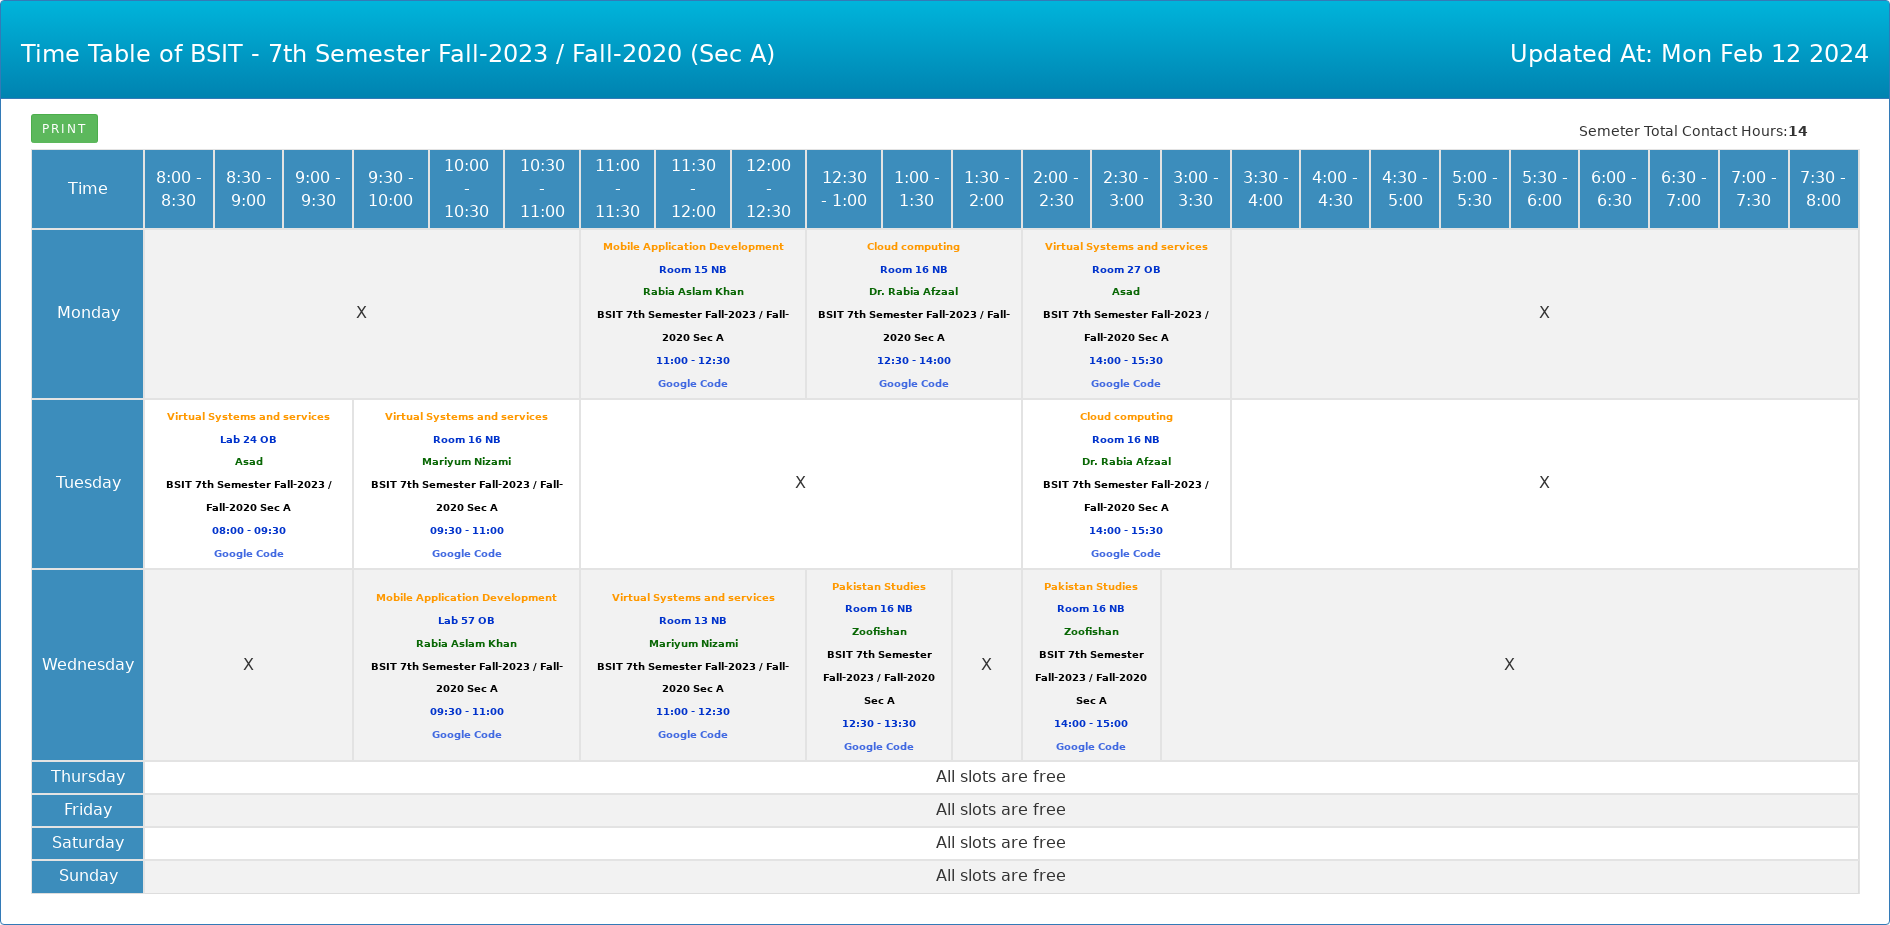 Time Table of BSIT - 7th Semester Fall-2023 / Fall-2020 (Sec A)
Updated At: Mon Feb 12 2024
PRINT
Semeter Total Contact Hours:14
Time
8:00 -
8:30
8:30 -
9:00
9:00 -
9:30
9:30 -
10:00
10:00
-
10:30
10:30
-
11:00
11:00
-
11:30
11:30
-
12:00
12:00
-
12:30
12:30
- 1:00
1:00 -
1:30
1:30 -
2:00
2:00 -
2:30
2:30 -
3:00
3:00 -
3:30
3:30 -
4:00
4:00 -
4:30
4:30 -
5:00
5:00 -
5:30
5:30 -
6:00
6:00 -
6:30
6:30 -
7:00
7:00 -
7:30
7:30 -
8:00
Monday
X
Mobile Application Development
Room 15 NB
Rabia Aslam Khan
BSIT 7th Semester Fall-2023 / Fall-
2020 Sec A
11:00 - 12:30
Google Code
Cloud computing
Room 16 NB
Dr. Rabia Afzaal
BSIT 7th Semester Fall-2023 / Fall-
2020 Sec A
12:30 - 14:00
Google Code
Virtual Systems and services
Room 27 OB
Asad
BSIT 7th Semester Fall-2023 /
Fall-2020 Sec A
14:00 - 15:30
Google Code
X
Tuesday
Virtual Systems and services
Lab 24 OB
Asad
BSIT 7th Semester Fall-2023 /
Fall-2020 Sec A
08:00 - 09:30
Google Code
Virtual Systems and services
Room 16 NB
Mariyum Nizami
BSIT 7th Semester Fall-2023 / Fall-
2020 Sec A
09:30 - 11:00
Google Code
X
Cloud computing
Room 16 NB
Dr. Rabia Afzaal
BSIT 7th Semester Fall-2023 /
Fall-2020 Sec A
14:00 - 15:30
Google Code
X
Wednesday
X
Mobile Application Development
Lab 57 OB
Rabia Aslam Khan
BSIT 7th Semester Fall-2023 / Fall-
2020 Sec A
09:30 - 11:00
Google Code
Virtual Systems and services
Room 13 NB
Mariyum Nizami
BSIT 7th Semester Fall-2023 / Fall-
2020 Sec A
11:00 - 12:30
Google Code
Pakistan Studies
Room 16 NB
Zoofishan
BSIT 7th Semester
Fall-2023 / Fall-2020
Sec A
12:30 - 13:30
Google Code
X
Pakistan Studies
Room 16 NB
Zoofishan
BSIT 7th Semester
Fall-2023 / Fall-2020
Sec A
14:00 - 15:00
Google Code
X
Thursday
All slots are free
Friday
All slots are free
Saturday
All slots are free
Sunday
All slots are free